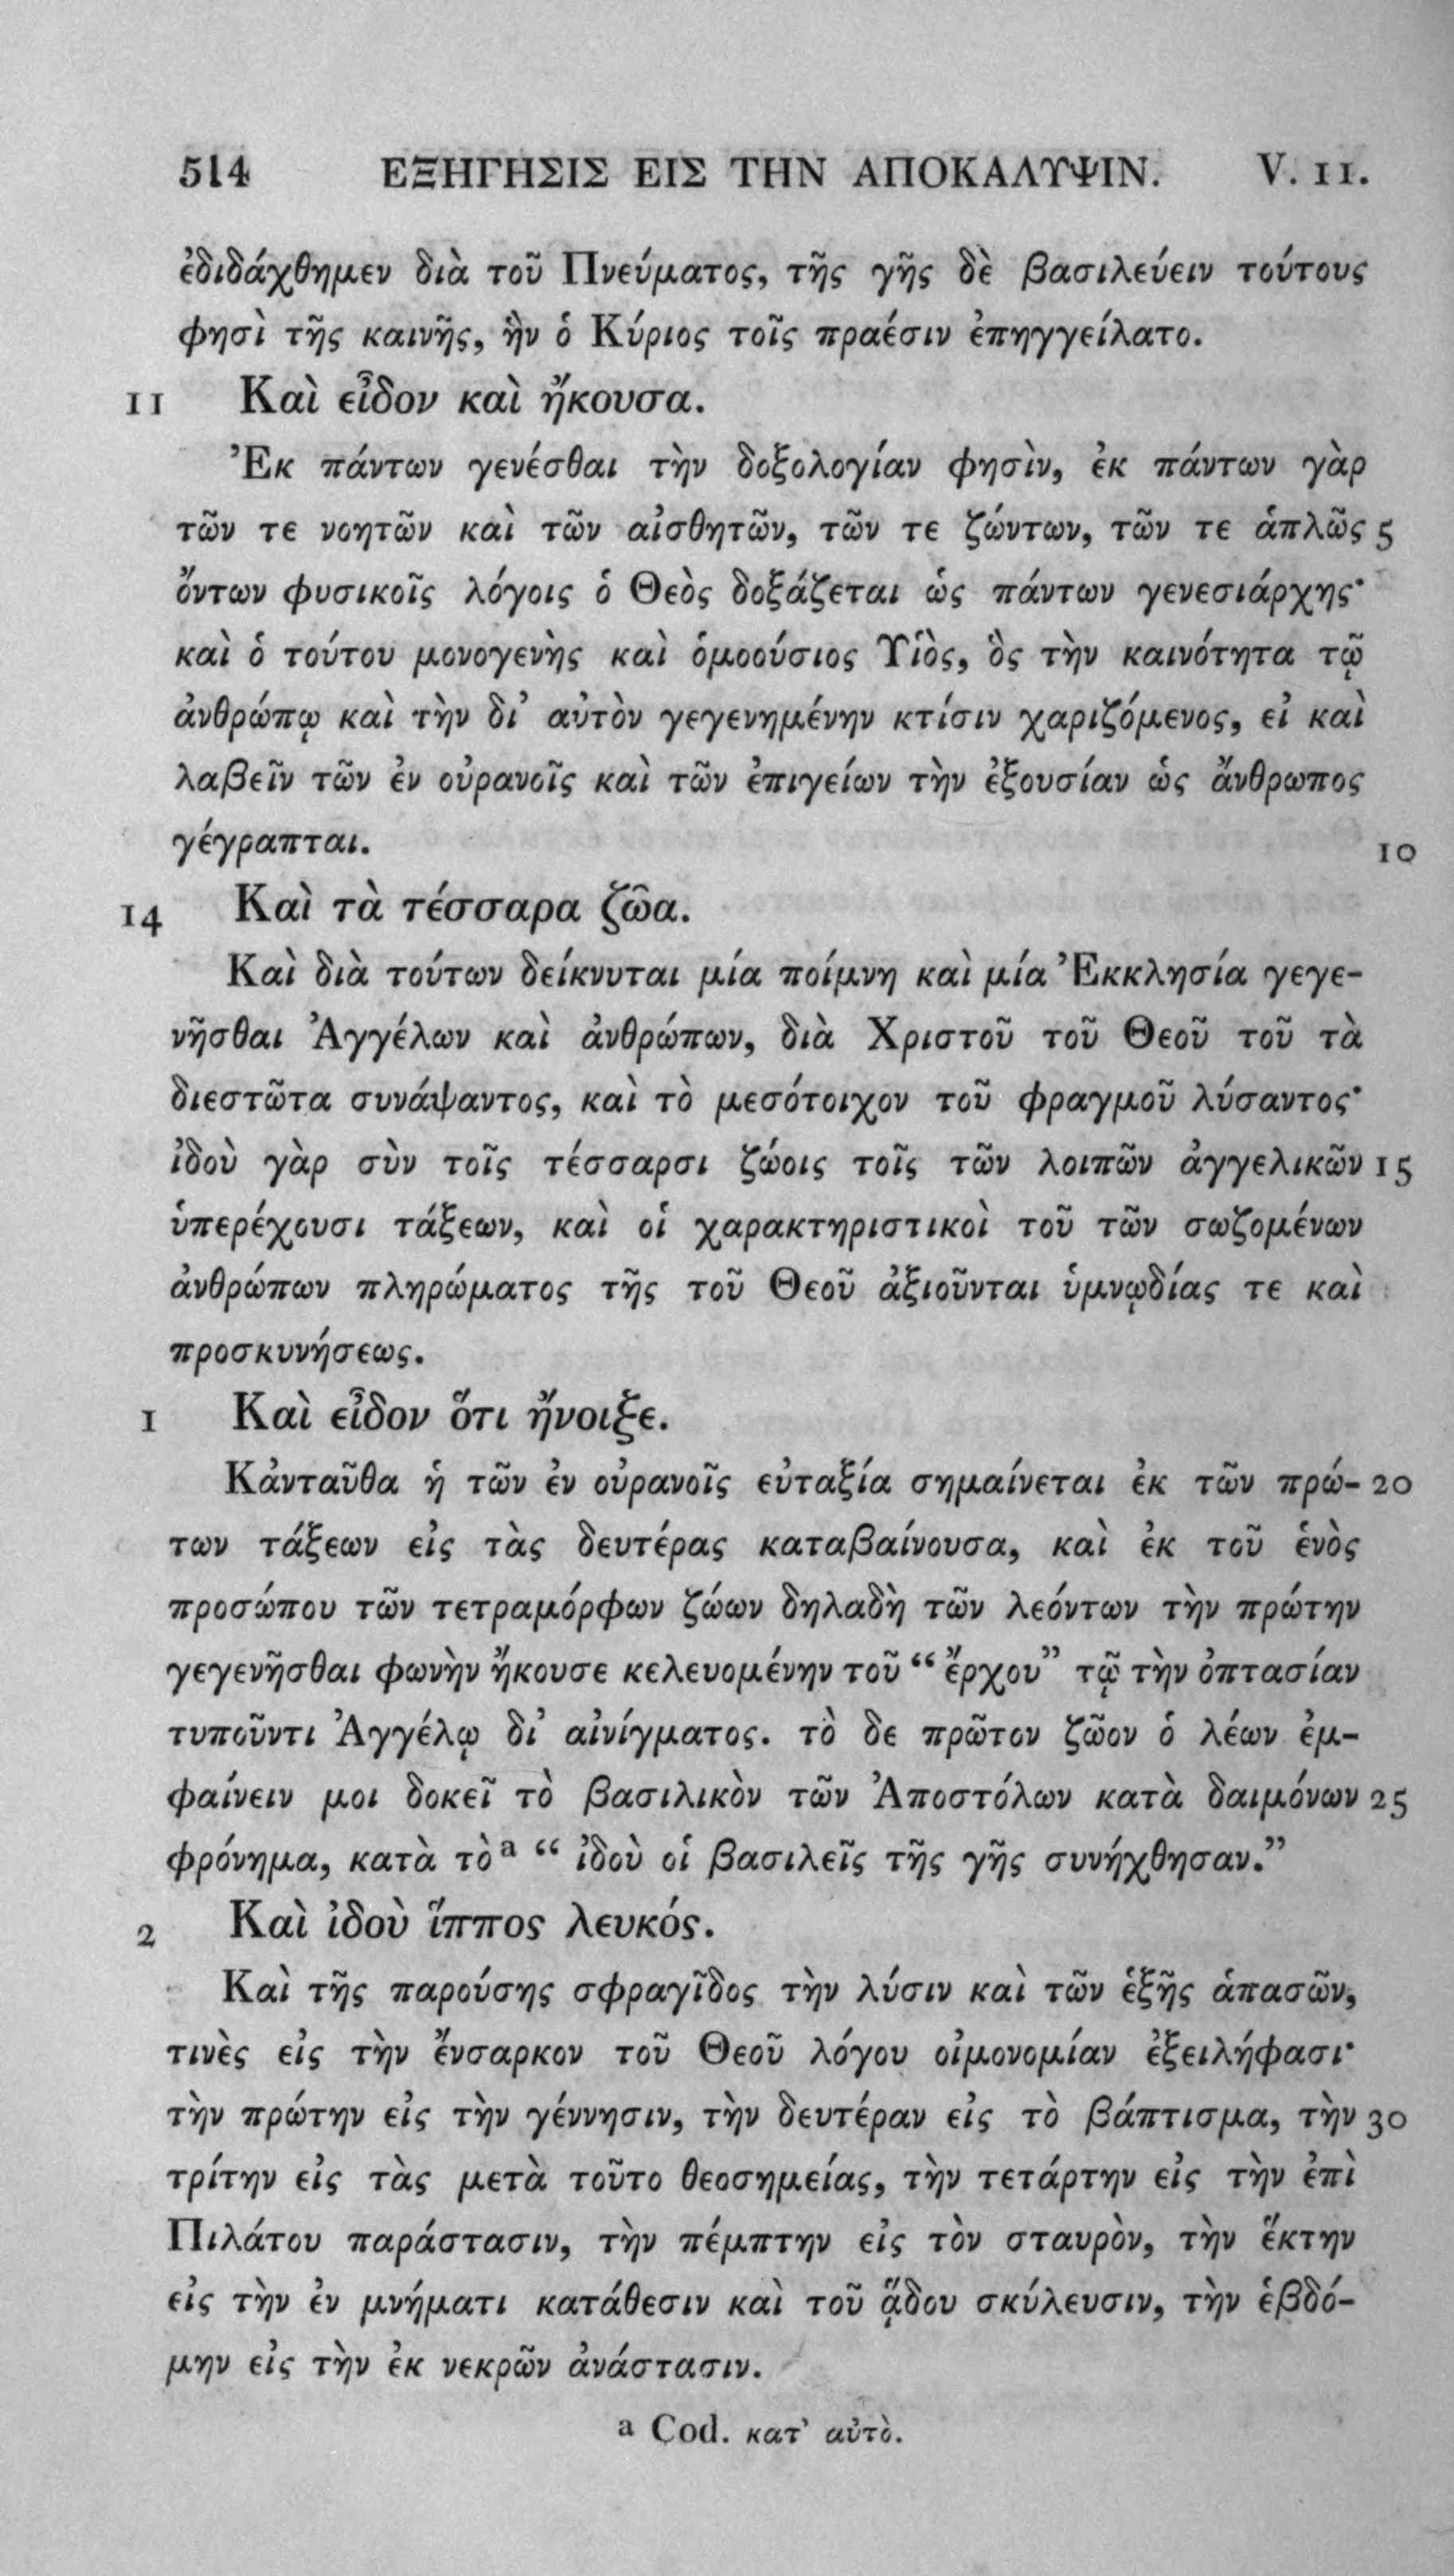 514 ΕΞΗΓΗΣΙΣ ΕΙΣ ΤΗΝ ΑΠΟΚΑΛΥΨΙΝ. V. 11.
ἐδιδάχθημεν διὰ τοῦ Πνεύματος, τῆς γῆς δὲ βασιλεύειν τούτους
φησὶ τῆς καινῆς, ἣν ὁ Κύριος τοῖς πραέσιν ἐπηγγείλατο.
11 Καὶ εἶδον καὶ ἤκουσα.
Ἐκ πάντων γενέσθαι τὴν δοξολογίαν φησὶν, ἐκ πάντων γὰρ
τῶν τε νοητῶν καὶ τῶν αἰσθητῶν, τῶν τε ζώντων, τῶν τε ἁπλῶς 5
ὄντων φυσικοῖς λόγοις ὁ Θεὸς δοξάζεται ὡς πάντων γενεσιάρχης·
καὶ ὁ τούτου μονογενὴς καὶ ὁμοούσιος Υἱὸς, ὃς τὴν καινότητα τῷ
ἀνθρώπῳ καὶ τὴν δι’ αὐτὸν γεγενημένην κτίσιν χαριζόμενος, εἰ καὶ
λαβεῖν τῶν ἐν οὐρανοῖς καὶ τῶν ἐπιγείων τὴν ἐξουσίαν ὡς ἄνθρωπος
γέγραπται. 10
14 Καὶ τὰ τέσσαρα ζῶα.
Καὶ διὰ τούτων δείκνυται μία ποίμνη καὶ μία Ἐκκλησία γεγε-
νῆσθαι Ἀγγέλων καὶ ἀνθρώπων, διὰ Χριστοῦ τοῦ Θεοῦ τοῦ τὰ
διεστῶτα συνάψαντος, καὶ τὸ μεσότοιχον τοῦ φραγμοῦ λύσαντος·
ἰδοὺ γὰρ σὺν τοῖς τέσσαρσι ζώοις τοῖς τῶν λοιπῶν ἀγγελικῶν 15
ὑπερέχουσι τάξεων, καὶ οἱ χαρακτηριστικοὶ τοῦ τῶν σωζομένων
ἀνθρώπων πληρώματος τῆς τοῦ Θεοῦ ἀξιοῦνται ὑμνῳδίας τε καὶ
προσκυνήσεως.
1 Καὶ εἶδον ὅτι ἤνοιξε.
Κἀνταῦθα ἡ τῶν ἐν οὐρανοῖς εὐταξία σημαίνεται ἐκ τῶν πρώ- 20
των τάξεων εἰς τὰς δευτέρας καταβαίνουσα, καὶ ἐκ τοῦ ἑνὸς
προσώπου τῶν τετραμόρφων ζώων δηλαδὴ τῶν λεόντων τὴν πρώτην
γεγενῆσθαι φωνὴν ἤκουσε κελευομένην τοῦ “ ἔρχου” τῷ τὴν ὀπτασίαν
τυποῦντι Ἀγγέλῳ δι’ αἰνίγματος. τὸ δε πρῶτον ζῶον ὁ λέων ἐμ-
φαίνειν μοι δοκεῖ τὸ βασιλικὸν τῶν Ἀποστόλων κατὰ δαιμόνων 25
φρόνημα, κατὰ τὸ a “ ἰδοὺ οἱ βασιλεῖς τῆς γῆς συνήχθησαν.”
2 Καὶ ἰδοὺ ἵππος λευκός.
Καὶ τῆς παρούσης σφραγῖδος τὴν λύσιν καὶ τῶν ἑξῆς ἁπασῶν,
τινὲς εἰς τὴν ἔνσαρκον τοῦ Θεοῦ λόγου οἰμονομίαν ἐξειλήφασι·
τὴν πρώτην εἰς τὴν γέννησιν, τὴν δευτέραν εἰς τὸ βάπτισμα, τὴν 30
τρίτην εἰς τὰς μετὰ τοῦτο θεοσημείας, τὴν τετάρτην εἰς τὴν ἐπὶ
Πιλάτου παράστασιν, τὴν πέμπτην εἰς τὸν σταυρὸν, τὴν ἕκτην
εἰς τὴν ἐν μνήματι κατάθεσιν καὶ τοῦ ᾅδου σκύλευσιν, τὴν ἑβδό-
μην εἰς τὴν ἐκ νεκρῶν ἀνάστασιν.
a Cod. κατ’ αὐτὸ.